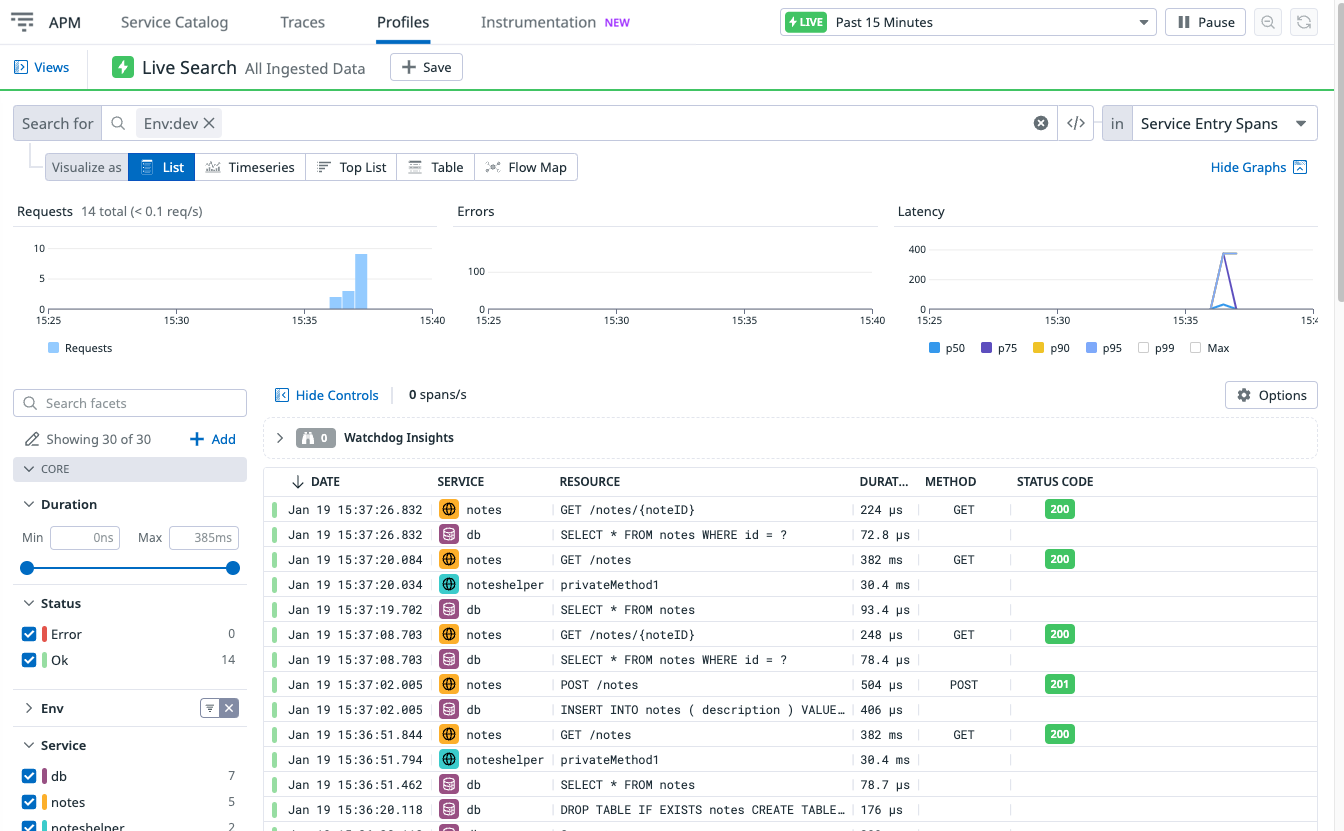 APM Service Catalog Traces Profiles Instrumentation NEW LIVE Past 15 Minutes Pause
Views Live Search All Ingested Data Save
Search for Env:dev </> in Service Entry Spans
Visualize as List Timeseries Top List Table Flow Map Hide Graphs
Requests 14 total (< 0.1 req/s)
10
5
0
15:25 15:30 15:35 15:40
Requests
Errors
100
0
15:25 15:30 15:35 15:40
Latency
400
200
0
15:25 15:30 15:35
p50 p75 p90 p95 p99 Max
Search facets
Showing 30 of 30 Add
CORE
Duration
Min 0ns Max 385ms
Status
Error 0
Ok 14
Env
Service
db 7
notes 5
noteshelper 2
Hide Controls 0 spans/s Options
0 Watchdog Insights
DATE SERVICE RESOURCE DURAT... METHOD STATUS CODE
Jan 19 15:37:26.832 notes GET /notes/{noteID} 224 µs GET 200
Jan 19 15:37:26.832 db SELECT * FROM notes WHERE id = ? 72.8 µs
Jan 19 15:37:20.084 notes GET /notes 382 ms GET 200
Jan 19 15:37:20.034 noteshelper privateMethod1 30.4 ms
Jan 19 15:37:19.702 db SELECT * FROM notes 93.4 µs
Jan 19 15:37:08.703 notes GET /notes/{noteID} 248 µs GET 200
Jan 19 15:37:08.703 db SELECT * FROM notes WHERE id = ? 78.4 µs
Jan 19 15:37:02.005 notes POST /notes 504 µs POST 201
Jan 19 15:37:02.005 db INSERT INTO notes ( description ) VALUE… 406 µs
Jan 19 15:36:51.844 notes GET /notes 382 ms GET 200
Jan 19 15:36:51.794 noteshelper privateMethod1 30.4 ms
Jan 19 15:36:51.462 db SELECT * FROM notes 78.7 µs
Jan 19 15:36:20.118 db DROP TABLE IF EXISTS notes CREATE TABLE… 176 µs